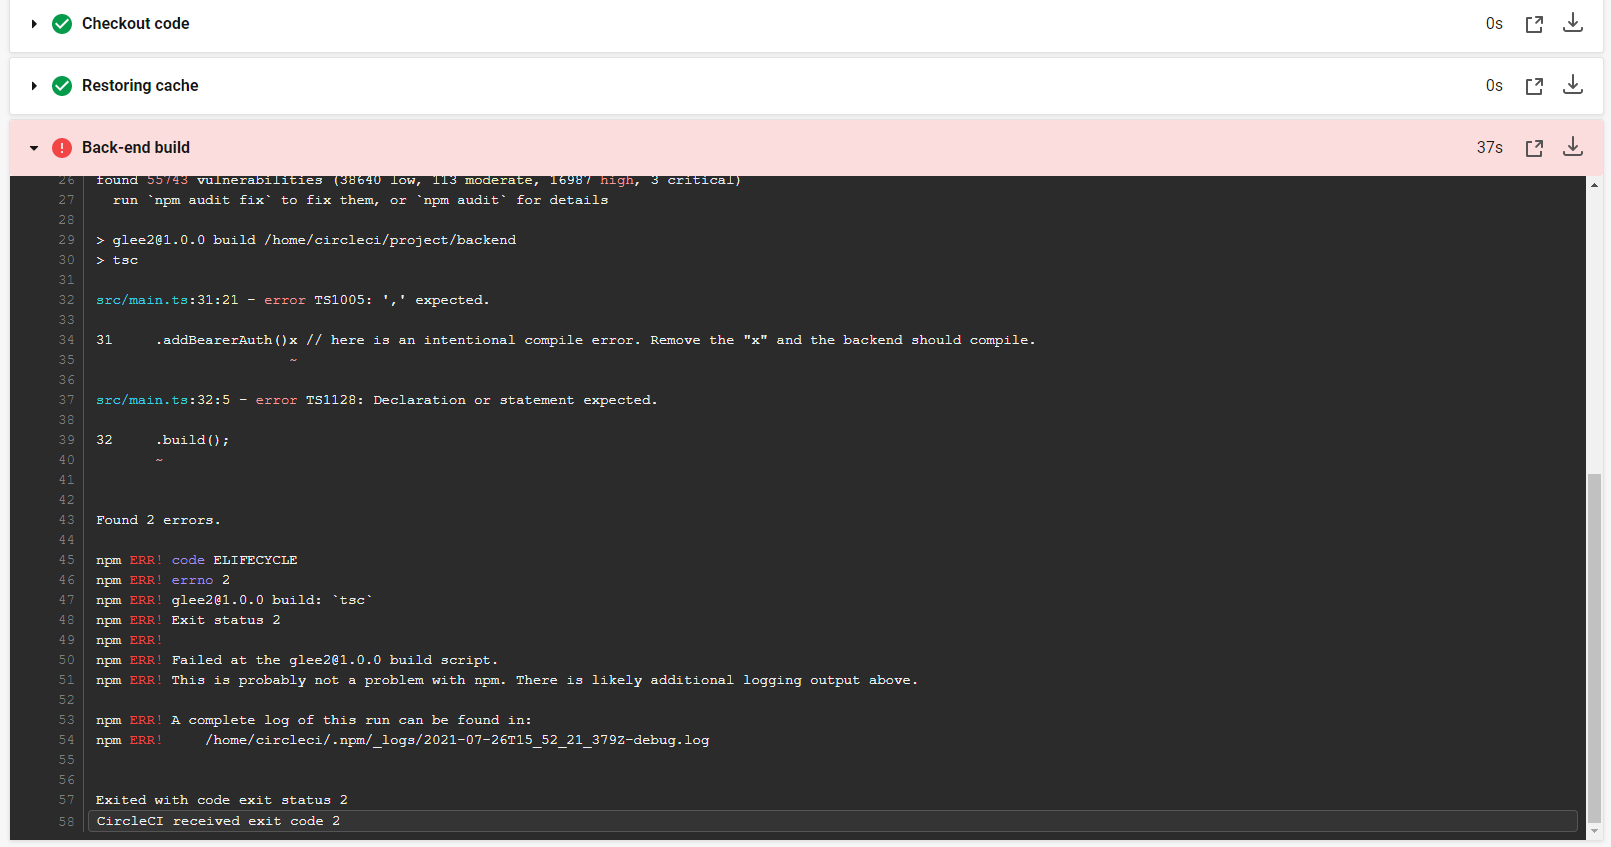 Checkout code 0s
Restoring cache 0s
Back-end build 37s
26 found 55743 vulnerabilities (38640 low, 113 moderate, 16987 high, 3 critical)
27 run `npm audit fix` to fix them, or `npm audit` for details
28
29 > glee2@1.0.0 build /home/circleci/project/backend
30 > tsc
31
32 src/main.ts:31:21 - error TS1005: ',' expected.
33
34 31 .addBearerAuth()x // here is an intentional compile error. Remove the "x" and the backend should compile.
35 ~
36
37 src/main.ts:32:5 - error TS1128: Declaration or statement expected.
38
39 32 .build();
40 ~
41
42
43 Found 2 errors.
44
45 npm ERR! code ELIFECYCLE
46 npm ERR! errno 2
47 npm ERR! glee2@1.0.0 build: `tsc`
48 npm ERR! Exit status 2
49 npm ERR!
50 npm ERR! Failed at the glee2@1.0.0 build script.
51 npm ERR! This is probably not a problem with npm. There is likely additional logging output above.
52
53 npm ERR! A complete log of this run can be found in:
54 npm ERR! /home/circleci/.npm/_logs/2021-07-26T15_52_21_379Z-debug.log
55
56
57 Exited with code exit status 2
58 CircleCI received exit code 2